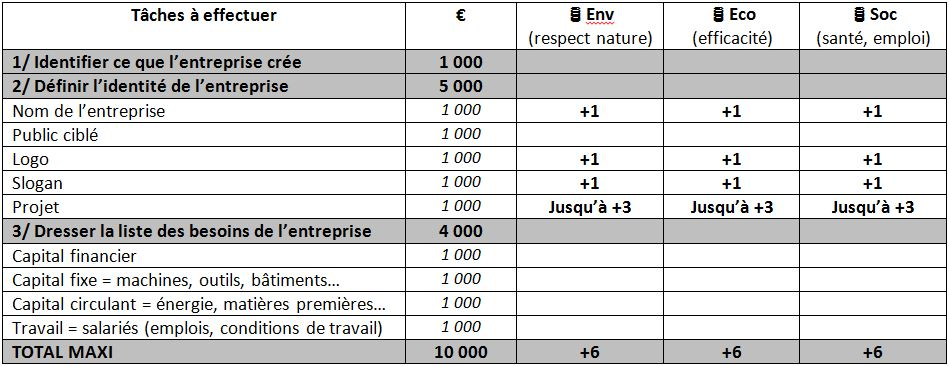 Tâches à effectuer € Env Eco Soc
(respect nature) (efficacité) (santé, emploi)
1/ Identifier ce que l’entreprise crée 1 000
2/ Définir l’identité de l’entreprise 5 000
Nom de l’entreprise 1 000 +1 +1 +1
Public ciblé 1 000
Logo 1 000 +1 +1 +1
Slogan 1 000 +1 +1 +1
Projet 1 000 Jusqu’à +3 Jusqu’à +3 Jusqu’à +3
3/ Dresser la liste des besoins de l’entreprise 4 000
Capital financier 1 000
Capital fixe = machines, outils, bâtiments… 1 000
Capital circulant = énergie, matières premières… 1 000
Travail = salariés (emplois, conditions de travail) 1 000
TOTAL MAXI 10 000 +6 +6 +6